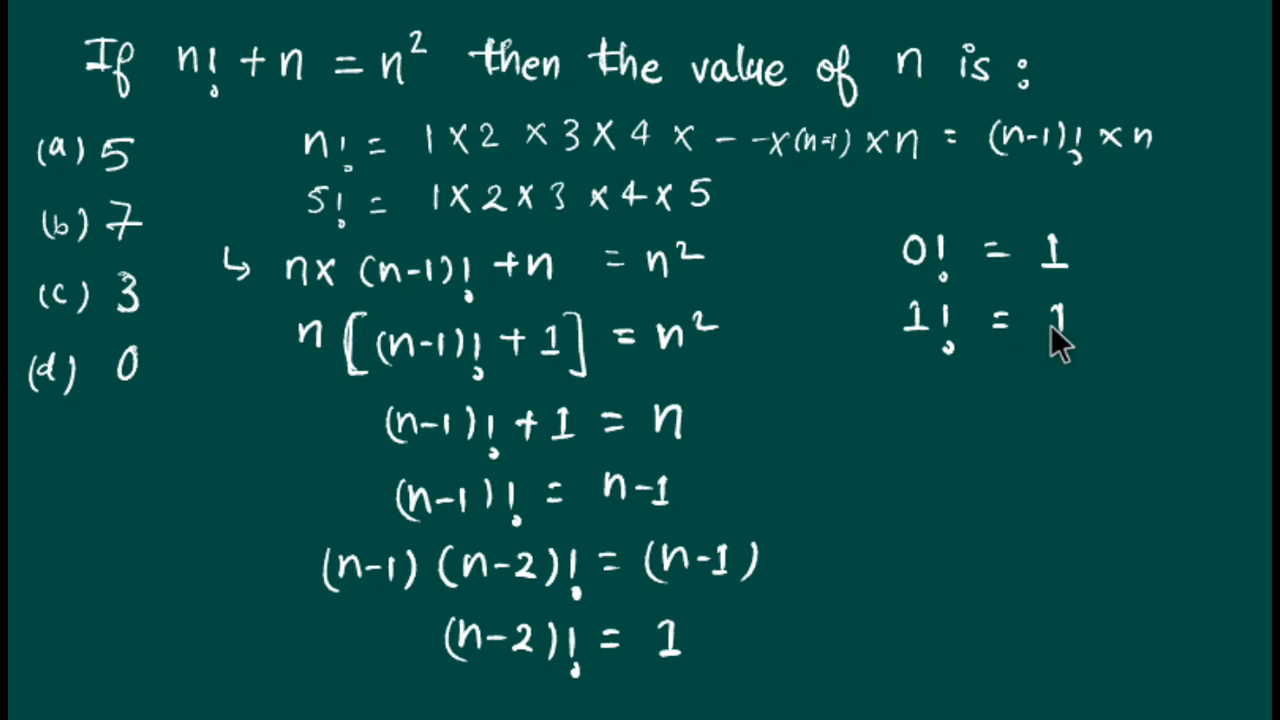 If n! + n = n² then the value of n is :
(a) 5
n! = 1 × 2 × 3 × 4 × - - × (n-1) × n = (n-1)! × n
(b) 7
5! = 1 × 2 × 3 × 4 × 5
↳ n× (n-1)! + n = n²
0! = 1
(c) 3
n [(n-1)! + 1] = n²
1! = 1
(d) 0
(n-1)! + 1 = n
(n-1)! = n-1
(n-1) (n-2)! = (n-1)
(n-2)! = 1